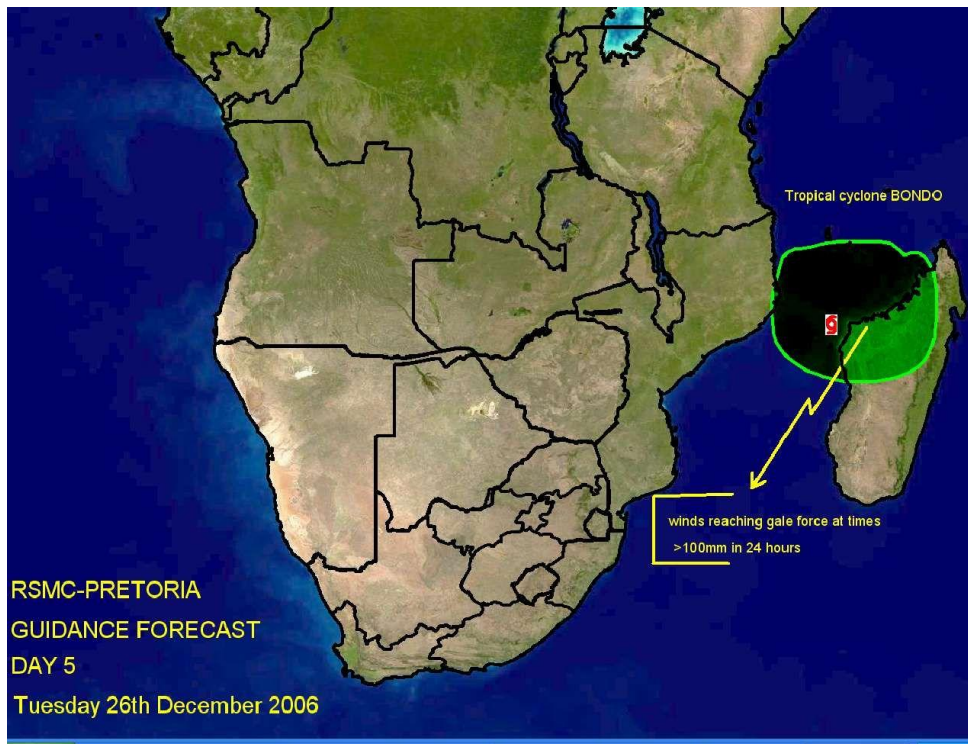 Tropical cyclone BONDO
winds reaching gale force at times
>100mm in 24 hours
RSMC-PRETORIA
GUIDANCE FORECAST
DAY 5
Tuesday 26th December 2006